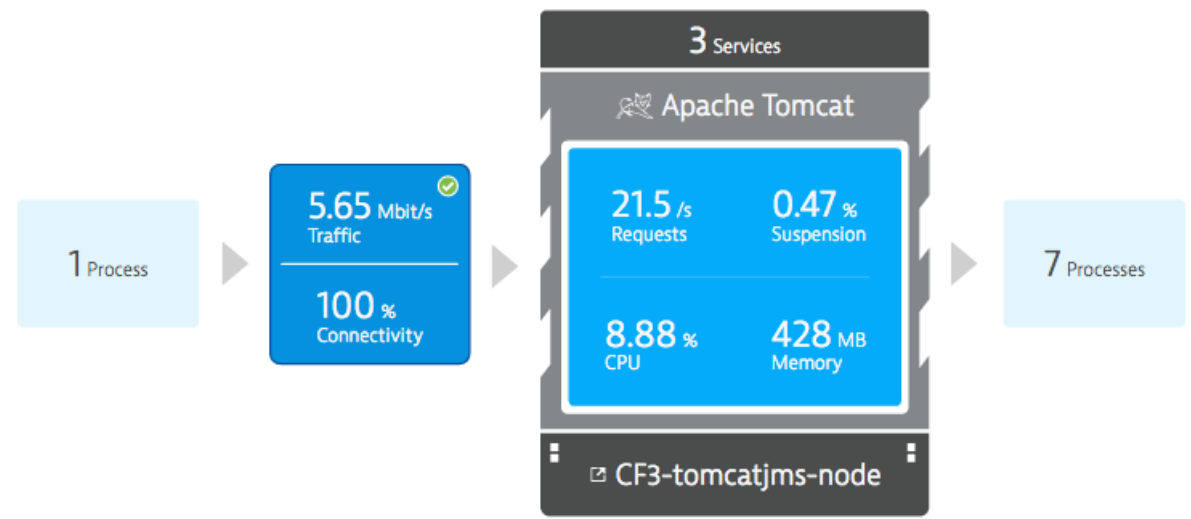 1 Process
5.65 Mbit/s
Traffic
100 %
Connectivity
3 Services
Apache Tomcat
21.5 /s
Requests
0.47 %
Suspension
8.88 %
CPU
428 MB
Memory
CF3-tomcatjms-node
7 Processes